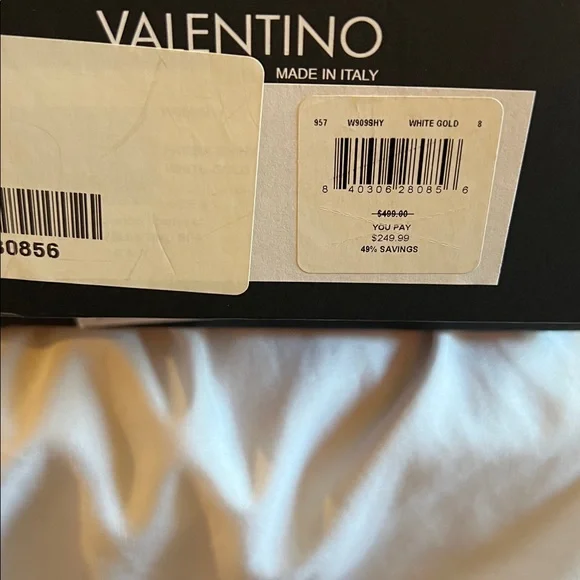 VALENTINO
MADE IN ITALY
957 W909SHY WHITE GOLD 8
8 40306 28085 6
$499.00
YOU PAY
$249.99
49% SAVINGS
0856